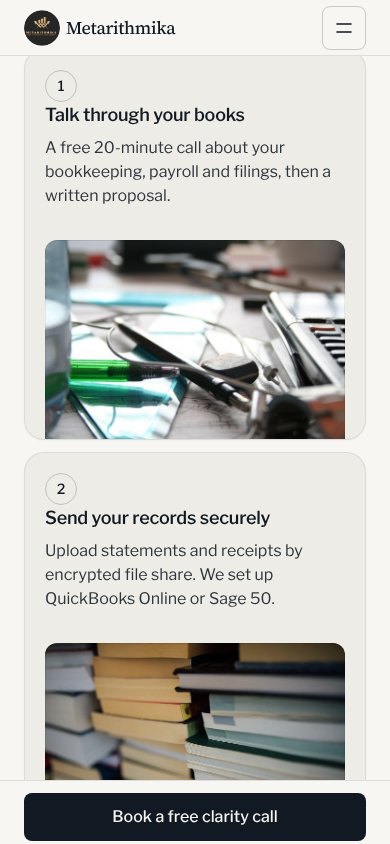 METARITHMIKA
Metarithmika
1
Talk through your books
A free 20-minute call about your
bookkeeping, payroll and filings, then a
written proposal.
2
Send your records securely
Upload statements and receipts by
encrypted file share. We set up
QuickBooks Online or Sage 50.
Book a free clarity call